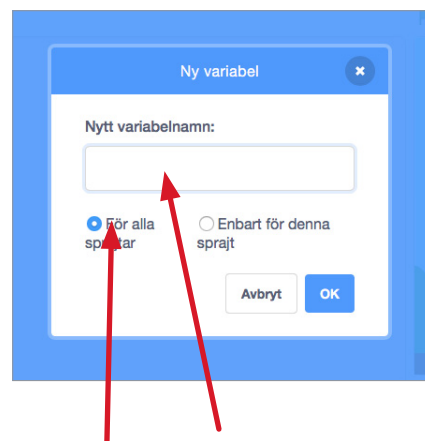 Ny variabel
Nytt variabelnamn:
För alla
sprajtar
Enbart för denna
sprajt
Avbryt
OK